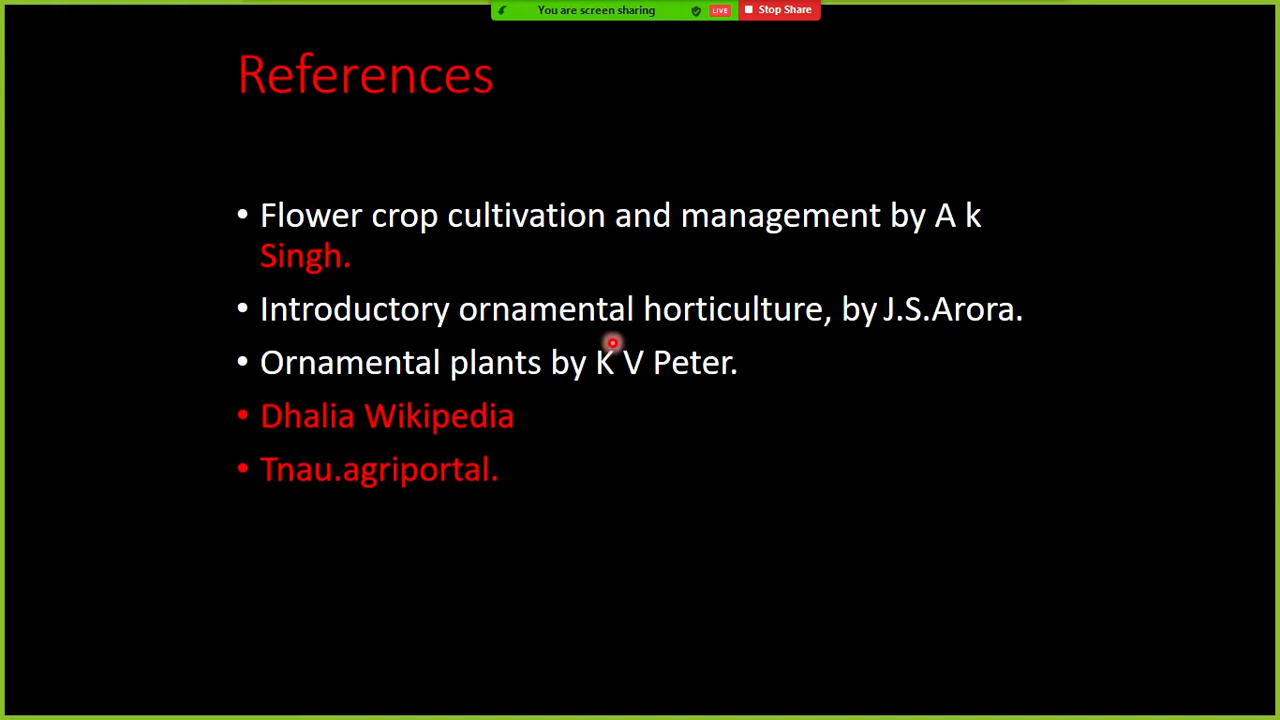 You are screen sharing LIVE Stop Share
References
• Flower crop cultivation and management by A k
Singh.
• Introductory ornamental horticulture, by J.S.Arora.
• Ornamental plants by K V Peter.
• Dhalia Wikipedia
• Tnau.agriportal.